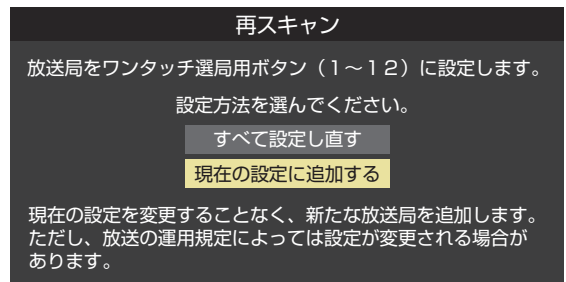 再スキャン
放送局をワンタッチ選局用ボタン（１～１２）に設定します。
設定方法を選んでください。
すべて設定し直す
現在の設定に追加する
現在の設定を変更することなく、新たな放送局を追加します。
ただし、放送の運用規定によっては設定が変更される場合が
あります。